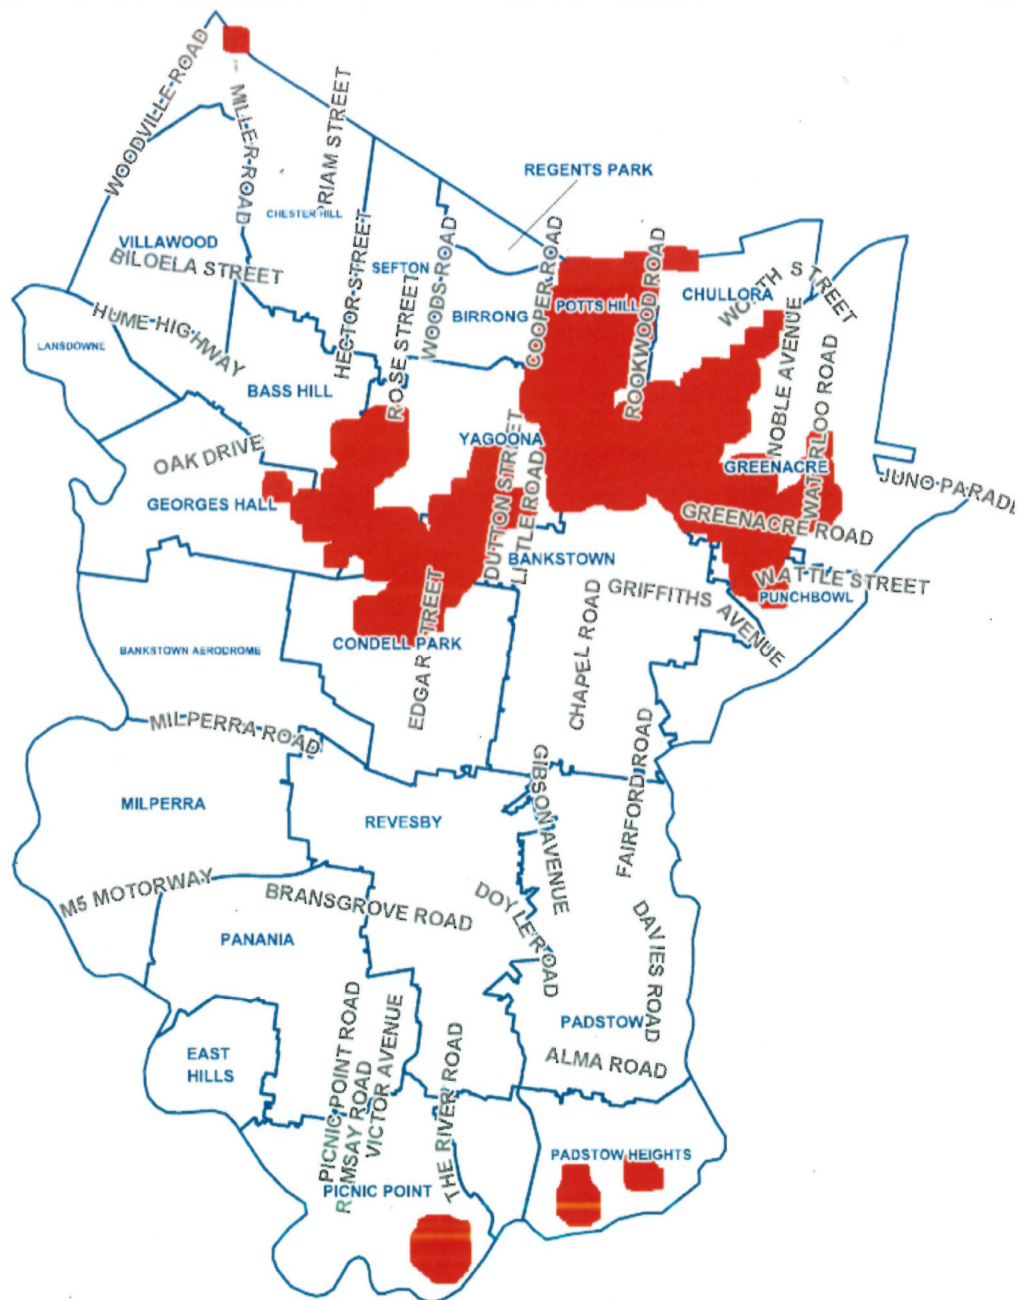 WOODVILLE ROAD
MILLER ROAD
PRIAM STREET
REGENTS PARK
CHESTER HILL
VILLAWOOD
BILOELA STREET
HECTOR STREET
SEFTON
WOODS ROAD
COOPER ROAD
ROOKWOOD ROAD
POTTS HILL
CHULLORA
WORTH STREET
HUME HIGHWAY
LANSDOWNE
ROSE STREET
BIRRONG
NOBLE AVENUE
WATERLOO ROAD
BASS HILL
YAGOONA
OAK DRIVE
GREENACRE
JUNO PARADE
GEORGES HALL
DUTTON STREET
LITTLE ROAD
GREENACRE ROAD
BANKSTOWN
WATTLE STREET
PUNCHBOWL
GRIFFITHS AVENUE
CONDELL PARK
EDGAR STREET
CHAPEL ROAD
BANKSTOWN AERODROME
MILPERRA ROAD
FAIRFORD ROAD
GIBSON AVENUE
MILPERRA
REVESBY
M5 MOTORWAY
BRANSGROVE ROAD
DOYLE ROAD
DAVIES ROAD
PANANIA
PICNIC POINT ROAD
RAMSAY ROAD
VICTOR AVENUE
THE RIVER ROAD
PADSTOW
ALMA ROAD
EAST
HILLS
PADSTOW HEIGHTS
PICNIC POINT